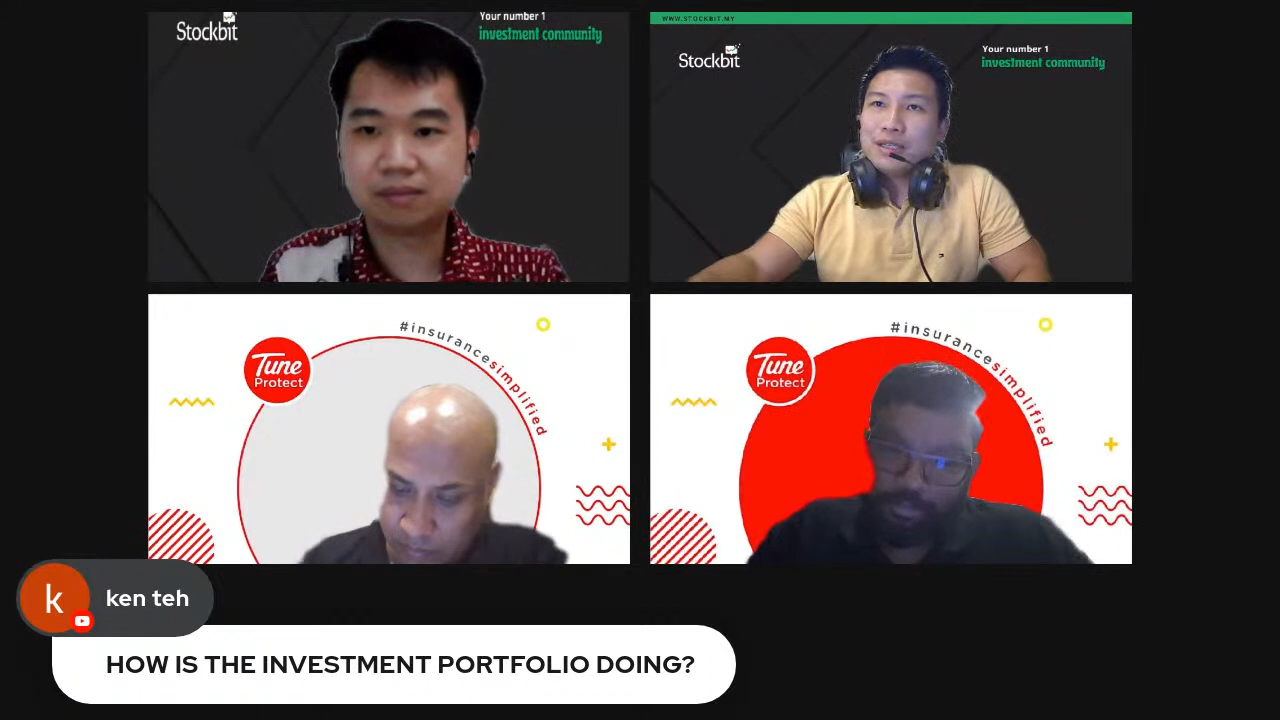 Stockbit
Your number 1
investment community
WWW.STOCKBIT.MY
Stockbit
Your number 1
investment community
#insurancesimplified
Tune
Protect
#insurancesimplified
Tune
Protect
k
ken teh
HOW IS THE INVESTMENT PORTFOLIO DOING?